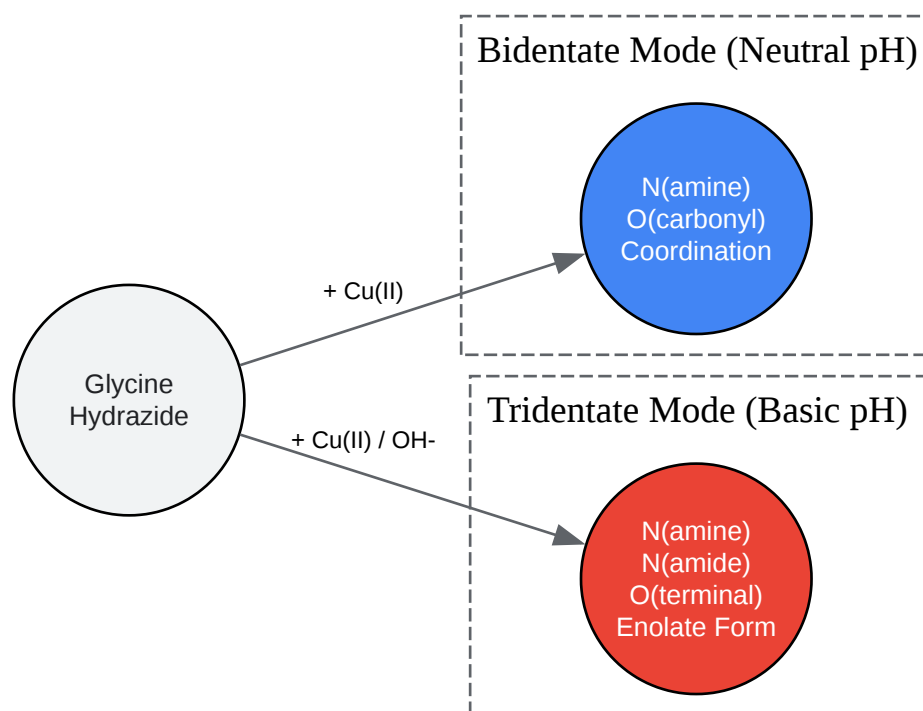 Bidentate Mode (Neutral pH)
N(amine)
O(carbonyl)
Coordination
+ Cu(II)
Glycine
Hydrazide
Tridentate Mode (Basic pH)
+ Cu(II) / OH-
N(amine)
N(amide)
O(terminal)
Enolate Form